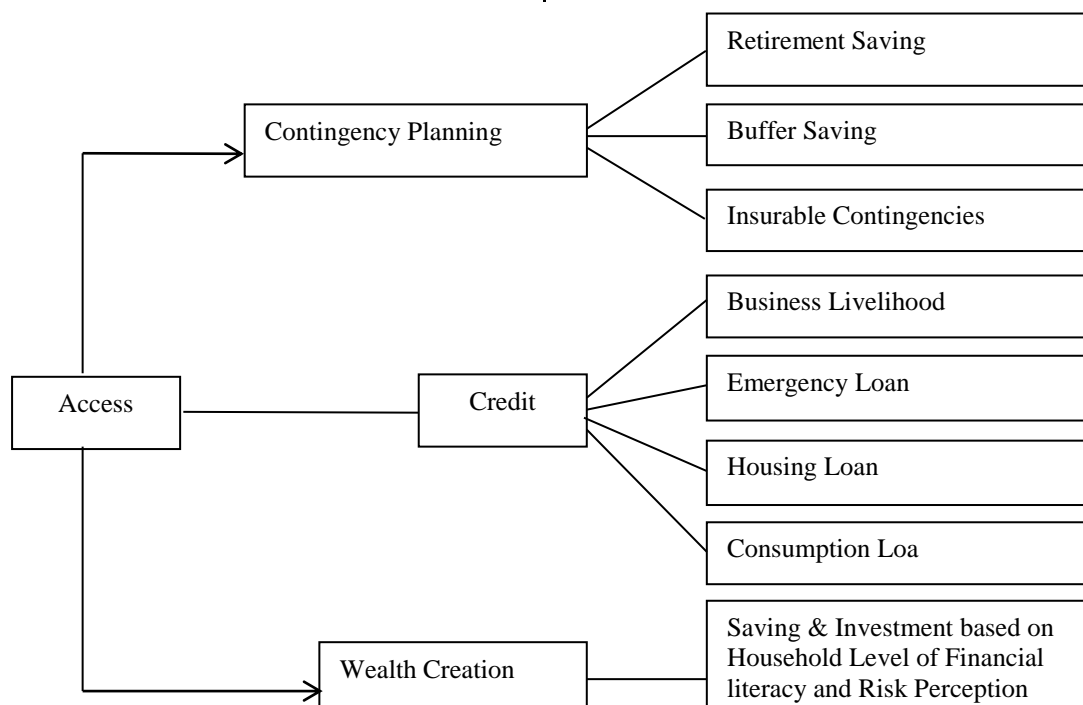 Retirement Saving
Contingency Planning
Buffer Saving
Insurable Contingencies
Business Livelihood
Access
Credit
Emergency Loan
Housing Loan
Consumption Loa
Wealth Creation
Saving & Investment based on
Household Level of Financial
literacy and Risk Perception